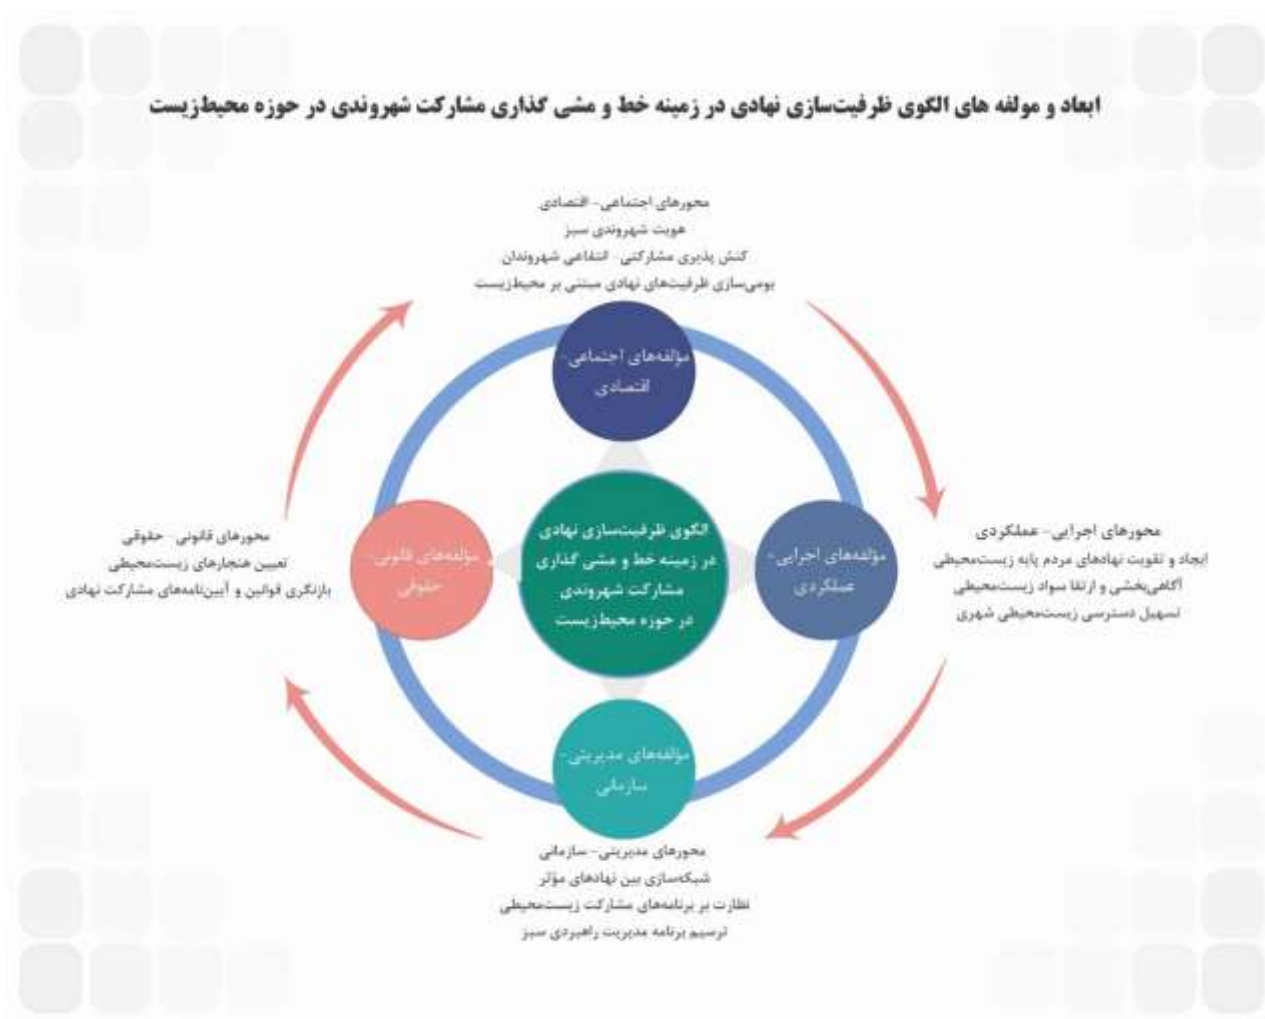 ابعاد و مولفه های الگوی ظرفیت‌سازی نهادی در زمینه خط و مشی گذاری مشارکت شهروندی در حوزه محیط‌زیست
محورهای اجتماعی- اقتصادی
هویت شهروندی سبز
کنش پذیری مشارکتی- انتفاعی شهروندان
بومی‌سازی ظرفیت‌های نهادی مبتنی بر محیط‌زیست
مؤلفه‌های اجتماعی-
اقتصادی
محورهای اجرایی- عملکردی
ایجاد و تقویت نهادهای مردم پایه زیست‌محیطی
آگاهی‌بخشی و ارتقا سواد زیست‌محیطی
تسهیل دسترسی زیست‌محیطی شهری
مؤلفه‌های اجرایی-
عملکردی
الگوی ظرفیت‌سازی نهادی
در زمینه خط و مشی گذاری
مشارکت شهروندی
در حوزه محیط‌زیست
مؤلفه‌های قانونی-
حقوقی
محورهای قانونی- حقوقی
تعیین هنجارهای زیست‌محیطی
بازنگری قوانین و آیین‌نامه‌های مشارکت نهادی
مؤلفه‌های مدیریتی-
سازمانی
محورهای مدیریتی- سازمانی
شبکه‌سازی بین نهادهای مؤثر
نظارت بر برنامه‌های مشارکت زیست‌محیطی
ترسیم برنامه مدیریت راهبردی سبز